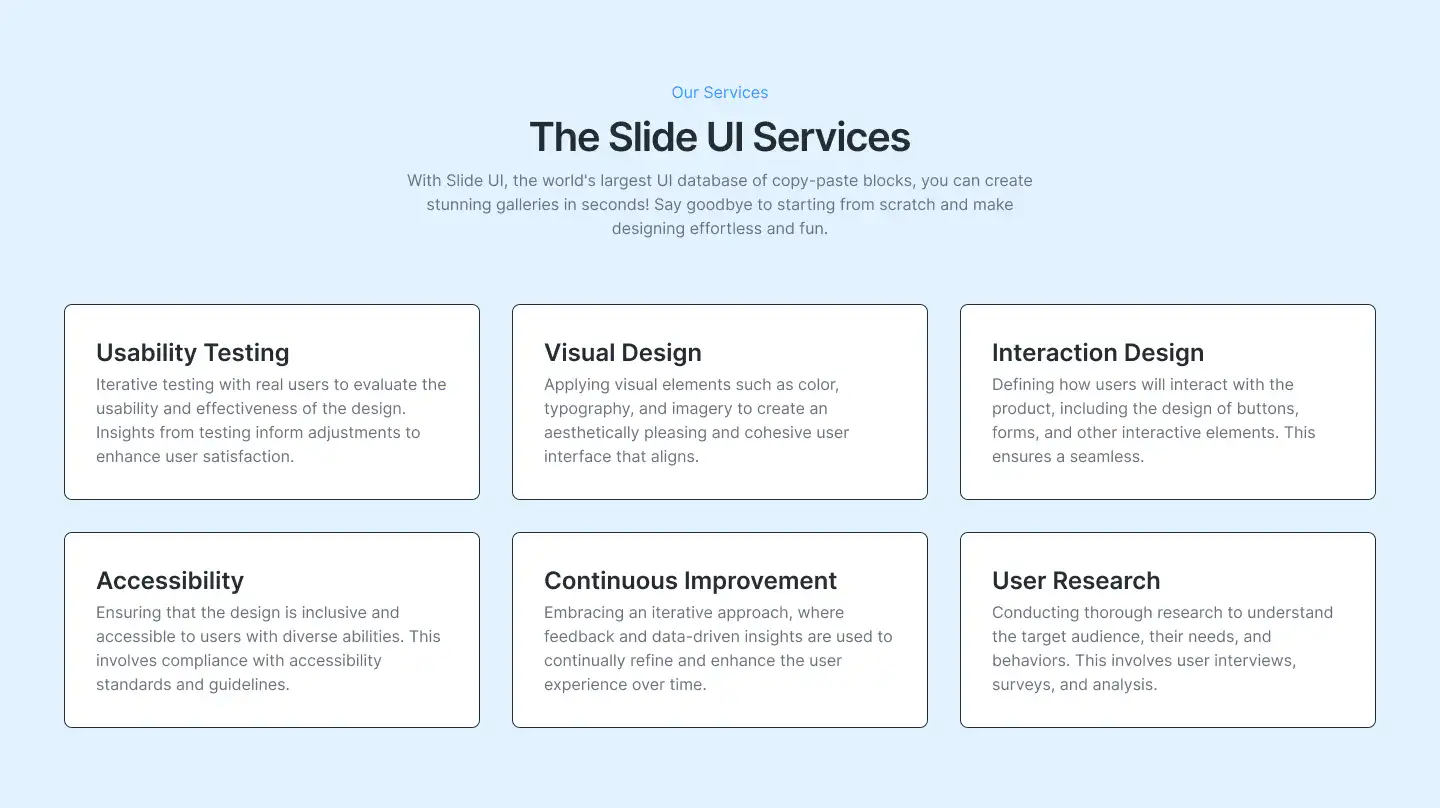 Our Services
The Slide UI Services
With Slide UI, the world's largest UI database of copy-paste blocks, you can create
stunning galleries in seconds! Say goodbye to starting from scratch and make
designing effortless and fun.
Usability Testing
Iterative testing with real users to evaluate the
usability and effectiveness of the design.
Insights from testing inform adjustments to
enhance user satisfaction.
Visual Design
Applying visual elements such as color,
typography, and imagery to create an
aesthetically pleasing and cohesive user
interface that aligns.
Interaction Design
Defining how users will interact with the
product, including the design of buttons,
forms, and other interactive elements. This
ensures a seamless.
Accessibility
Ensuring that the design is inclusive and
accessible to users with diverse abilities. This
involves compliance with accessibility
standards and guidelines.
Continuous Improvement
Embracing an iterative approach, where
feedback and data-driven insights are used to
continually refine and enhance the user
experience over time.
User Research
Conducting thorough research to understand
the target audience, their needs, and
behaviors. This involves user interviews,
surveys, and analysis.